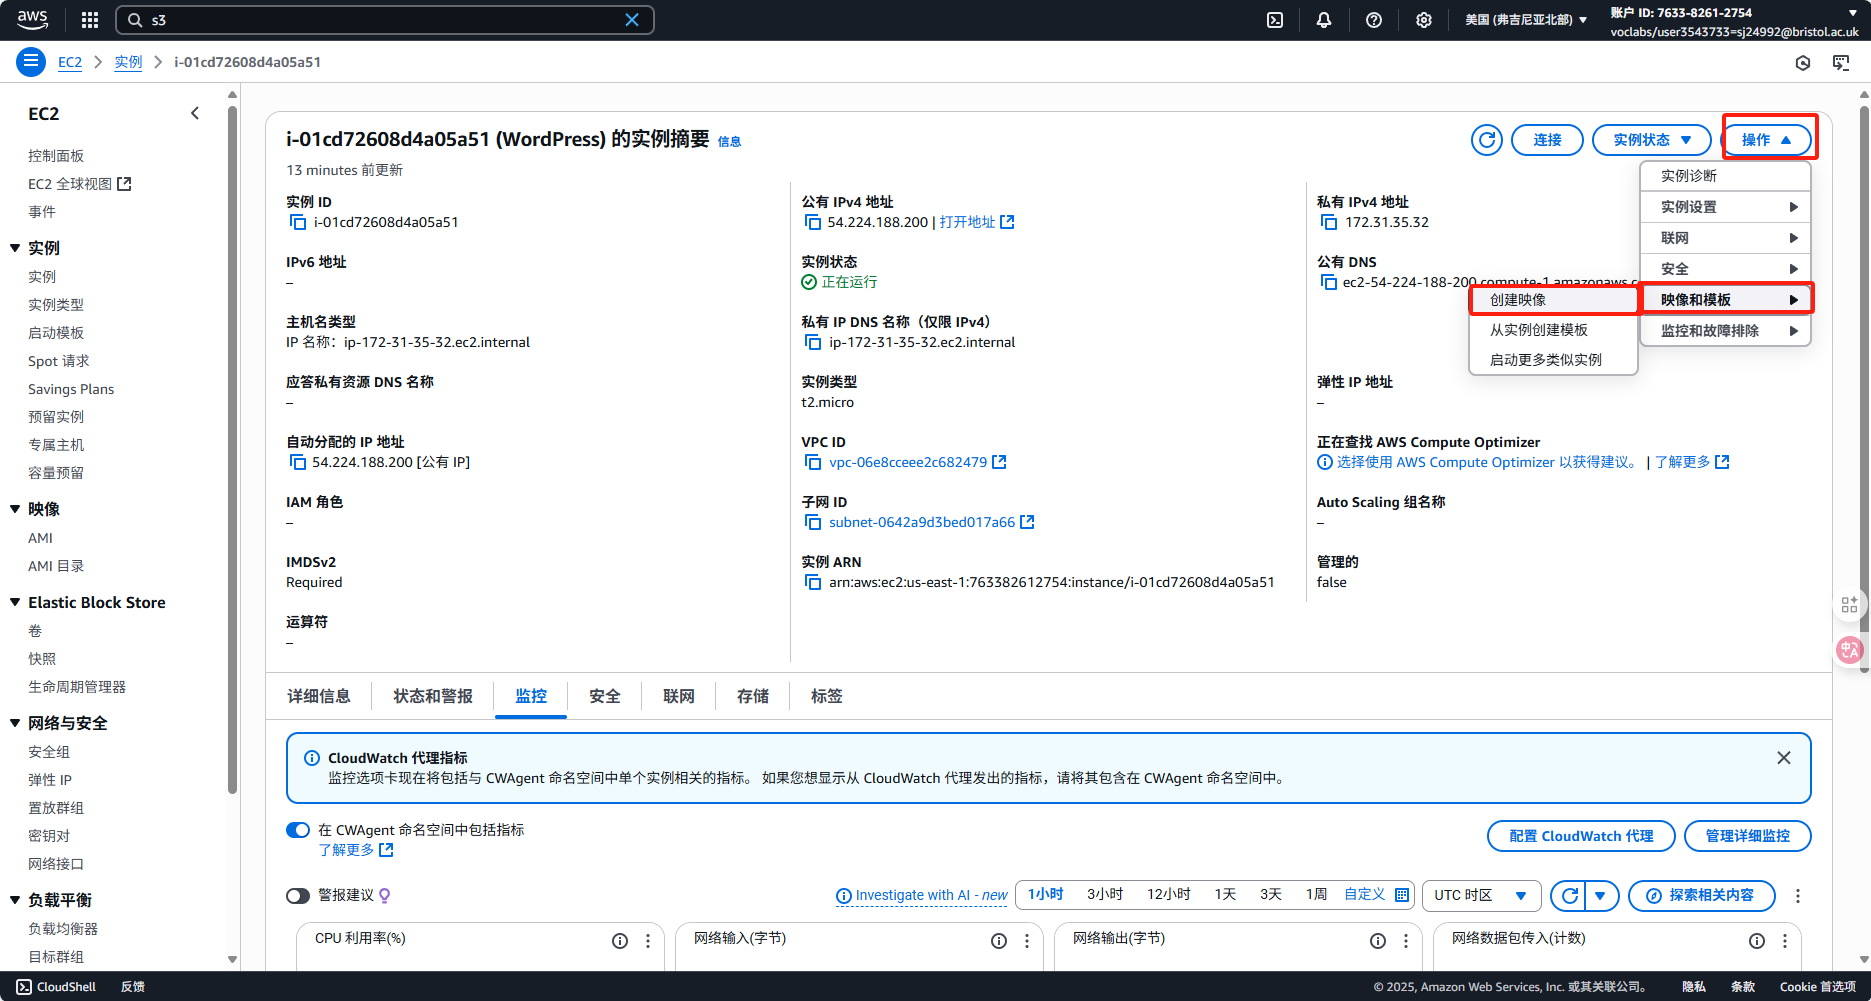 aws
s3
美国 (弗吉尼亚北部)
账户 ID: 7633-8261-2754
voclabs/user3543733=sj24992@bristol.ac.uk
EC2
实例
i-01cd72608d4a05a51
EC2
控制面板
EC2 全球视图
事件
实例
实例
实例类型
启动模板
Spot 请求
Savings Plans
预留实例
专属主机
容量预留
映像
AMI
AMI 目录
Elastic Block Store
卷
快照
生命周期管理器
网络与安全
安全组
弹性 IP
置放群组
密钥对
网络接口
负载平衡
负载均衡器
目标群组
i-01cd72608d4a05a51 (WordPress) 的实例摘要 信息
13 minutes 前更新
连接
实例状态
操作
实例诊断
实例设置
联网
安全
映像和模板
监控和故障排除
创建映像
从实例创建模板
启动更多类似实例
实例 ID
i-01cd72608d4a05a51
IPv6 地址
–
主机名类型
IP 名称：ip-172-31-35-32.ec2.internal
应答私有资源 DNS 名称
–
自动分配的 IP 地址
54.224.188.200 [公有 IP]
IAM 角色
–
IMDSv2
Required
运算符
–
公有 IPv4 地址
54.224.188.200 | 打开地址
实例状态
正在运行
私有 IP DNS 名称（仅限 IPv4）
ip-172-31-35-32.ec2.internal
实例类型
t2.micro
VPC ID
vpc-06e8cceee2c682479
子网 ID
subnet-0642a9d3bed017a66
实例 ARN
arn:aws:ec2:us-east-1:763382612754:instance/i-01cd72608d4a05a51
私有 IPv4 地址
172.31.35.32
公有 DNS
ec2-54-224-188-200.compute-1.amazonaws.c
弹性 IP 地址
–
正在查找 AWS Compute Optimizer
选择使用 AWS Compute Optimizer 以获得建议。 | 了解更多
Auto Scaling 组名称
–
管理的
false
详细信息
状态和警报
监控
安全
联网
存储
标签
CloudWatch 代理指标
监控选项卡现在将包括与 CWAgent 命名空间中单个实例相关的指标。 如果您想显示从 CloudWatch 代理发出的指标，请将其包含在 CWAgent 命名空间中。
在 CWAgent 命名空间中包括指标
了解更多
配置 CloudWatch 代理
管理详细监控
警报建议
Investigate with AI - new
1小时
3小时
12小时
1天
3天
1周
自定义
UTC 时区
探索相关内容
CPU 利用率(%)
网络输入(字节)
网络输出(字节)
网络数据包传入(计数)
中A
CloudShell
反馈
© 2025, Amazon Web Services, Inc. 或其关联公司。
隐私
条款
Cookie 首选项